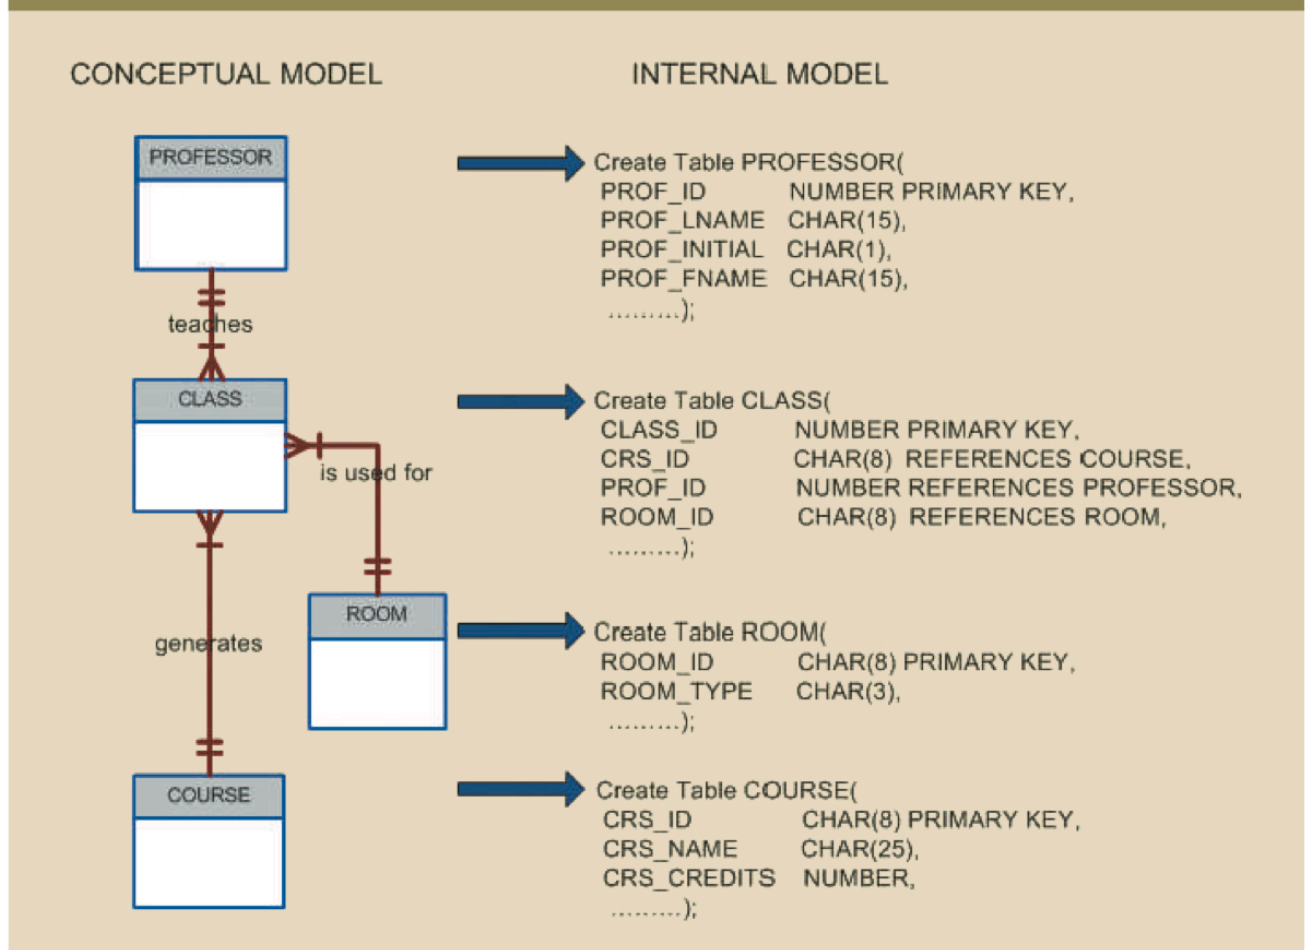 CONCEPTUAL MODEL
INTERNAL MODEL
PROFESSOR
teaches
CLASS
is used for
ROOM
generates
COURSE
Create Table PROFESSOR(
PROF_ID NUMBER PRIMARY KEY,
PROF_LNAME CHAR(15),
PROF_INITIAL CHAR(1),
PROF_FNAME CHAR(15),
.........);
Create Table CLASS(
CLASS_ID NUMBER PRIMARY KEY,
CRS_ID CHAR(8) REFERENCES COURSE,
PROF_ID NUMBER REFERENCES PROFESSOR,
ROOM_ID CHAR(8) REFERENCES ROOM,
.........);
Create Table ROOM(
ROOM_ID CHAR(8) PRIMARY KEY,
ROOM_TYPE CHAR(3),
.........);
Create Table COURSE(
CRS_ID CHAR(8) PRIMARY KEY,
CRS_NAME CHAR(25),
CRS_CREDITS NUMBER,
.........);